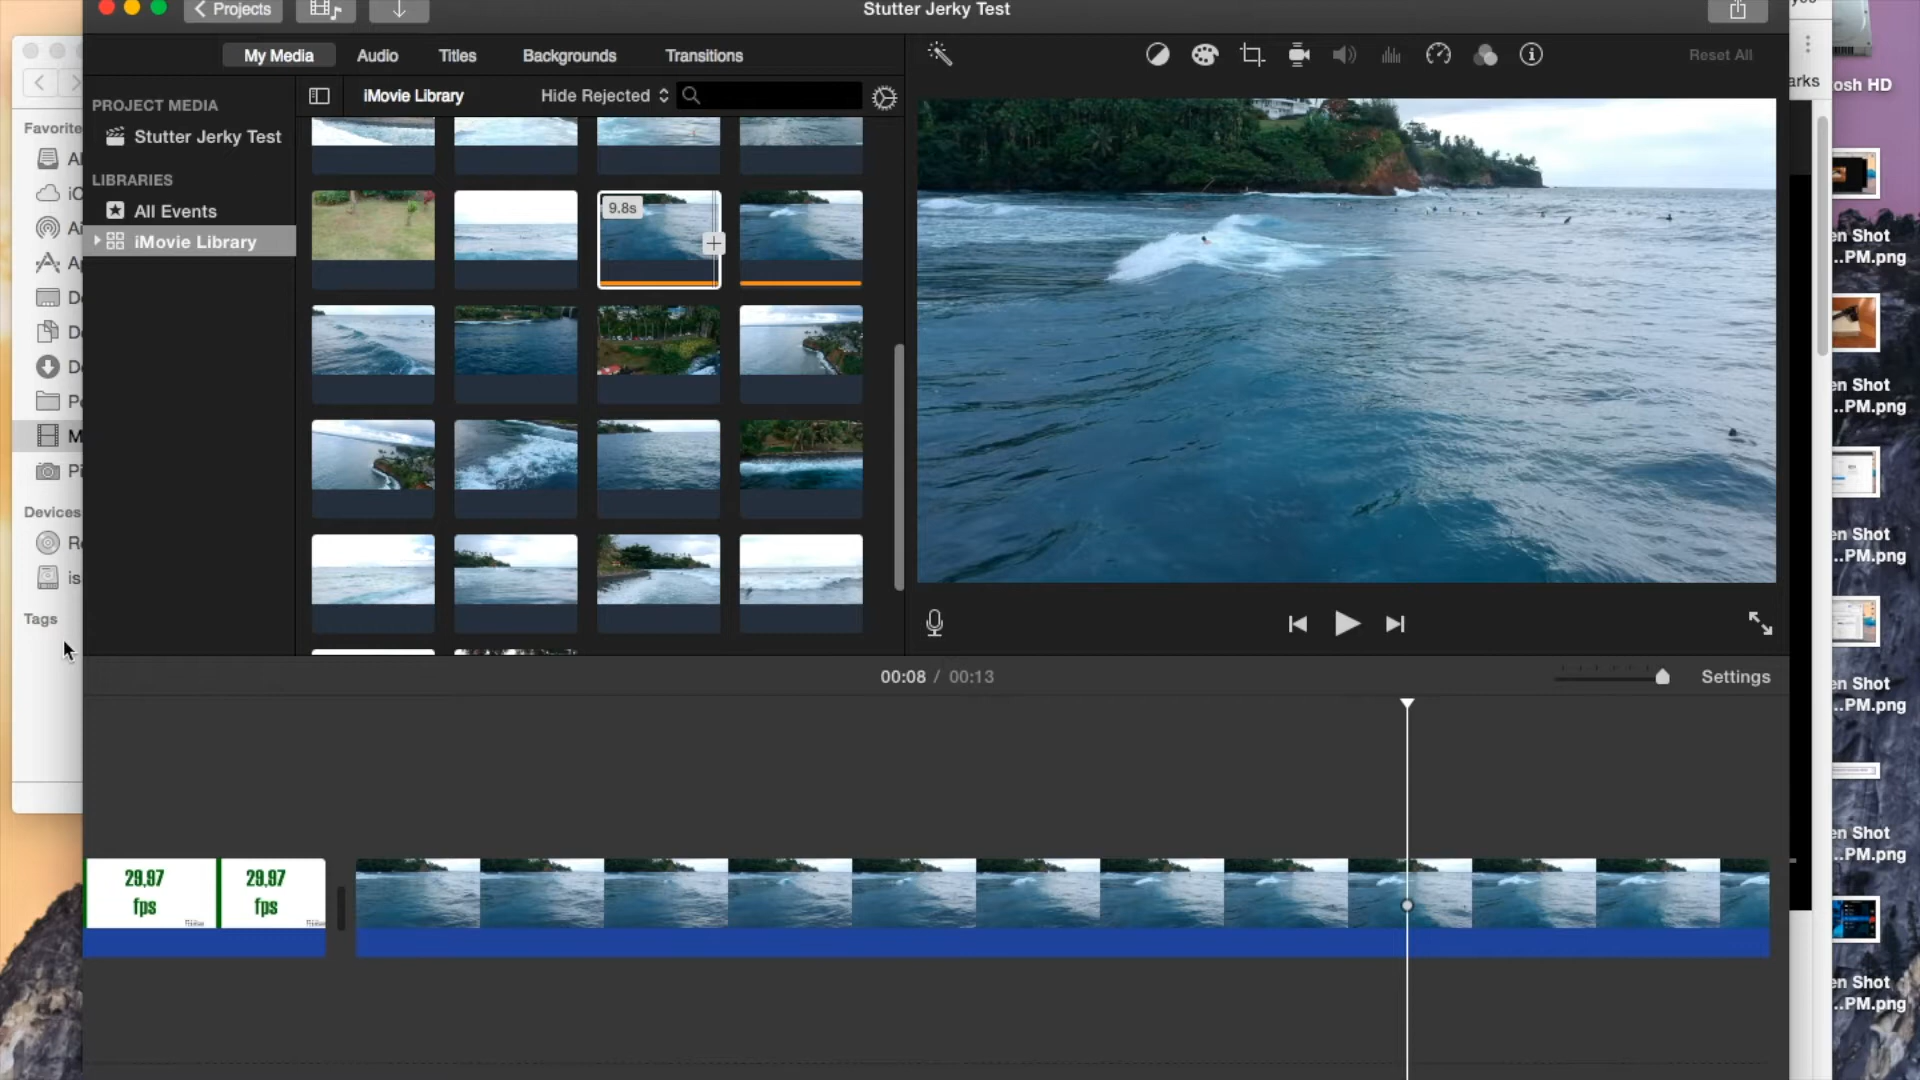 Projects
Stutter Jerky Test
My Media
Audio
Titles
Backgrounds
Transitions
Reset All
arks
osh HD
PROJECT MEDIA
iMovie Library
Hide Rejected
Stutter Jerky Test
Favorite
LIBRARIES
All Events
iMovie Library
9.8s
en Shot
...PM.png
en Shot
...PM.png
Devices
en Shot
...PM.png
is
Tags
00:08 / 00:13
Settings
en Shot
...PM.png
en Shot
...PM.png
29,97
fps
29,97
fps
en Shot
...PM.png